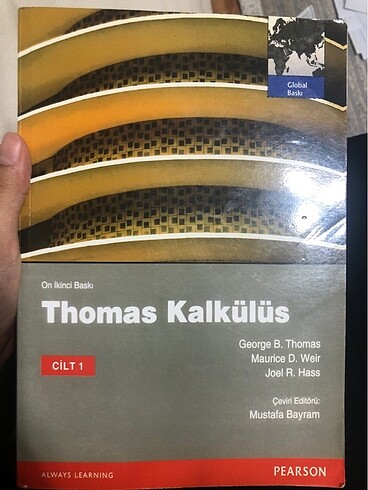 Global
Baskı
On İkinci Baskı
Thomas Kalkülüs
George B. Thomas
Maurice D. Weir
Joel R. Hass
CİLT 1
Çeviri Editörü:
Mustafa Bayram
ALWAYS LEARNING
PEARSON